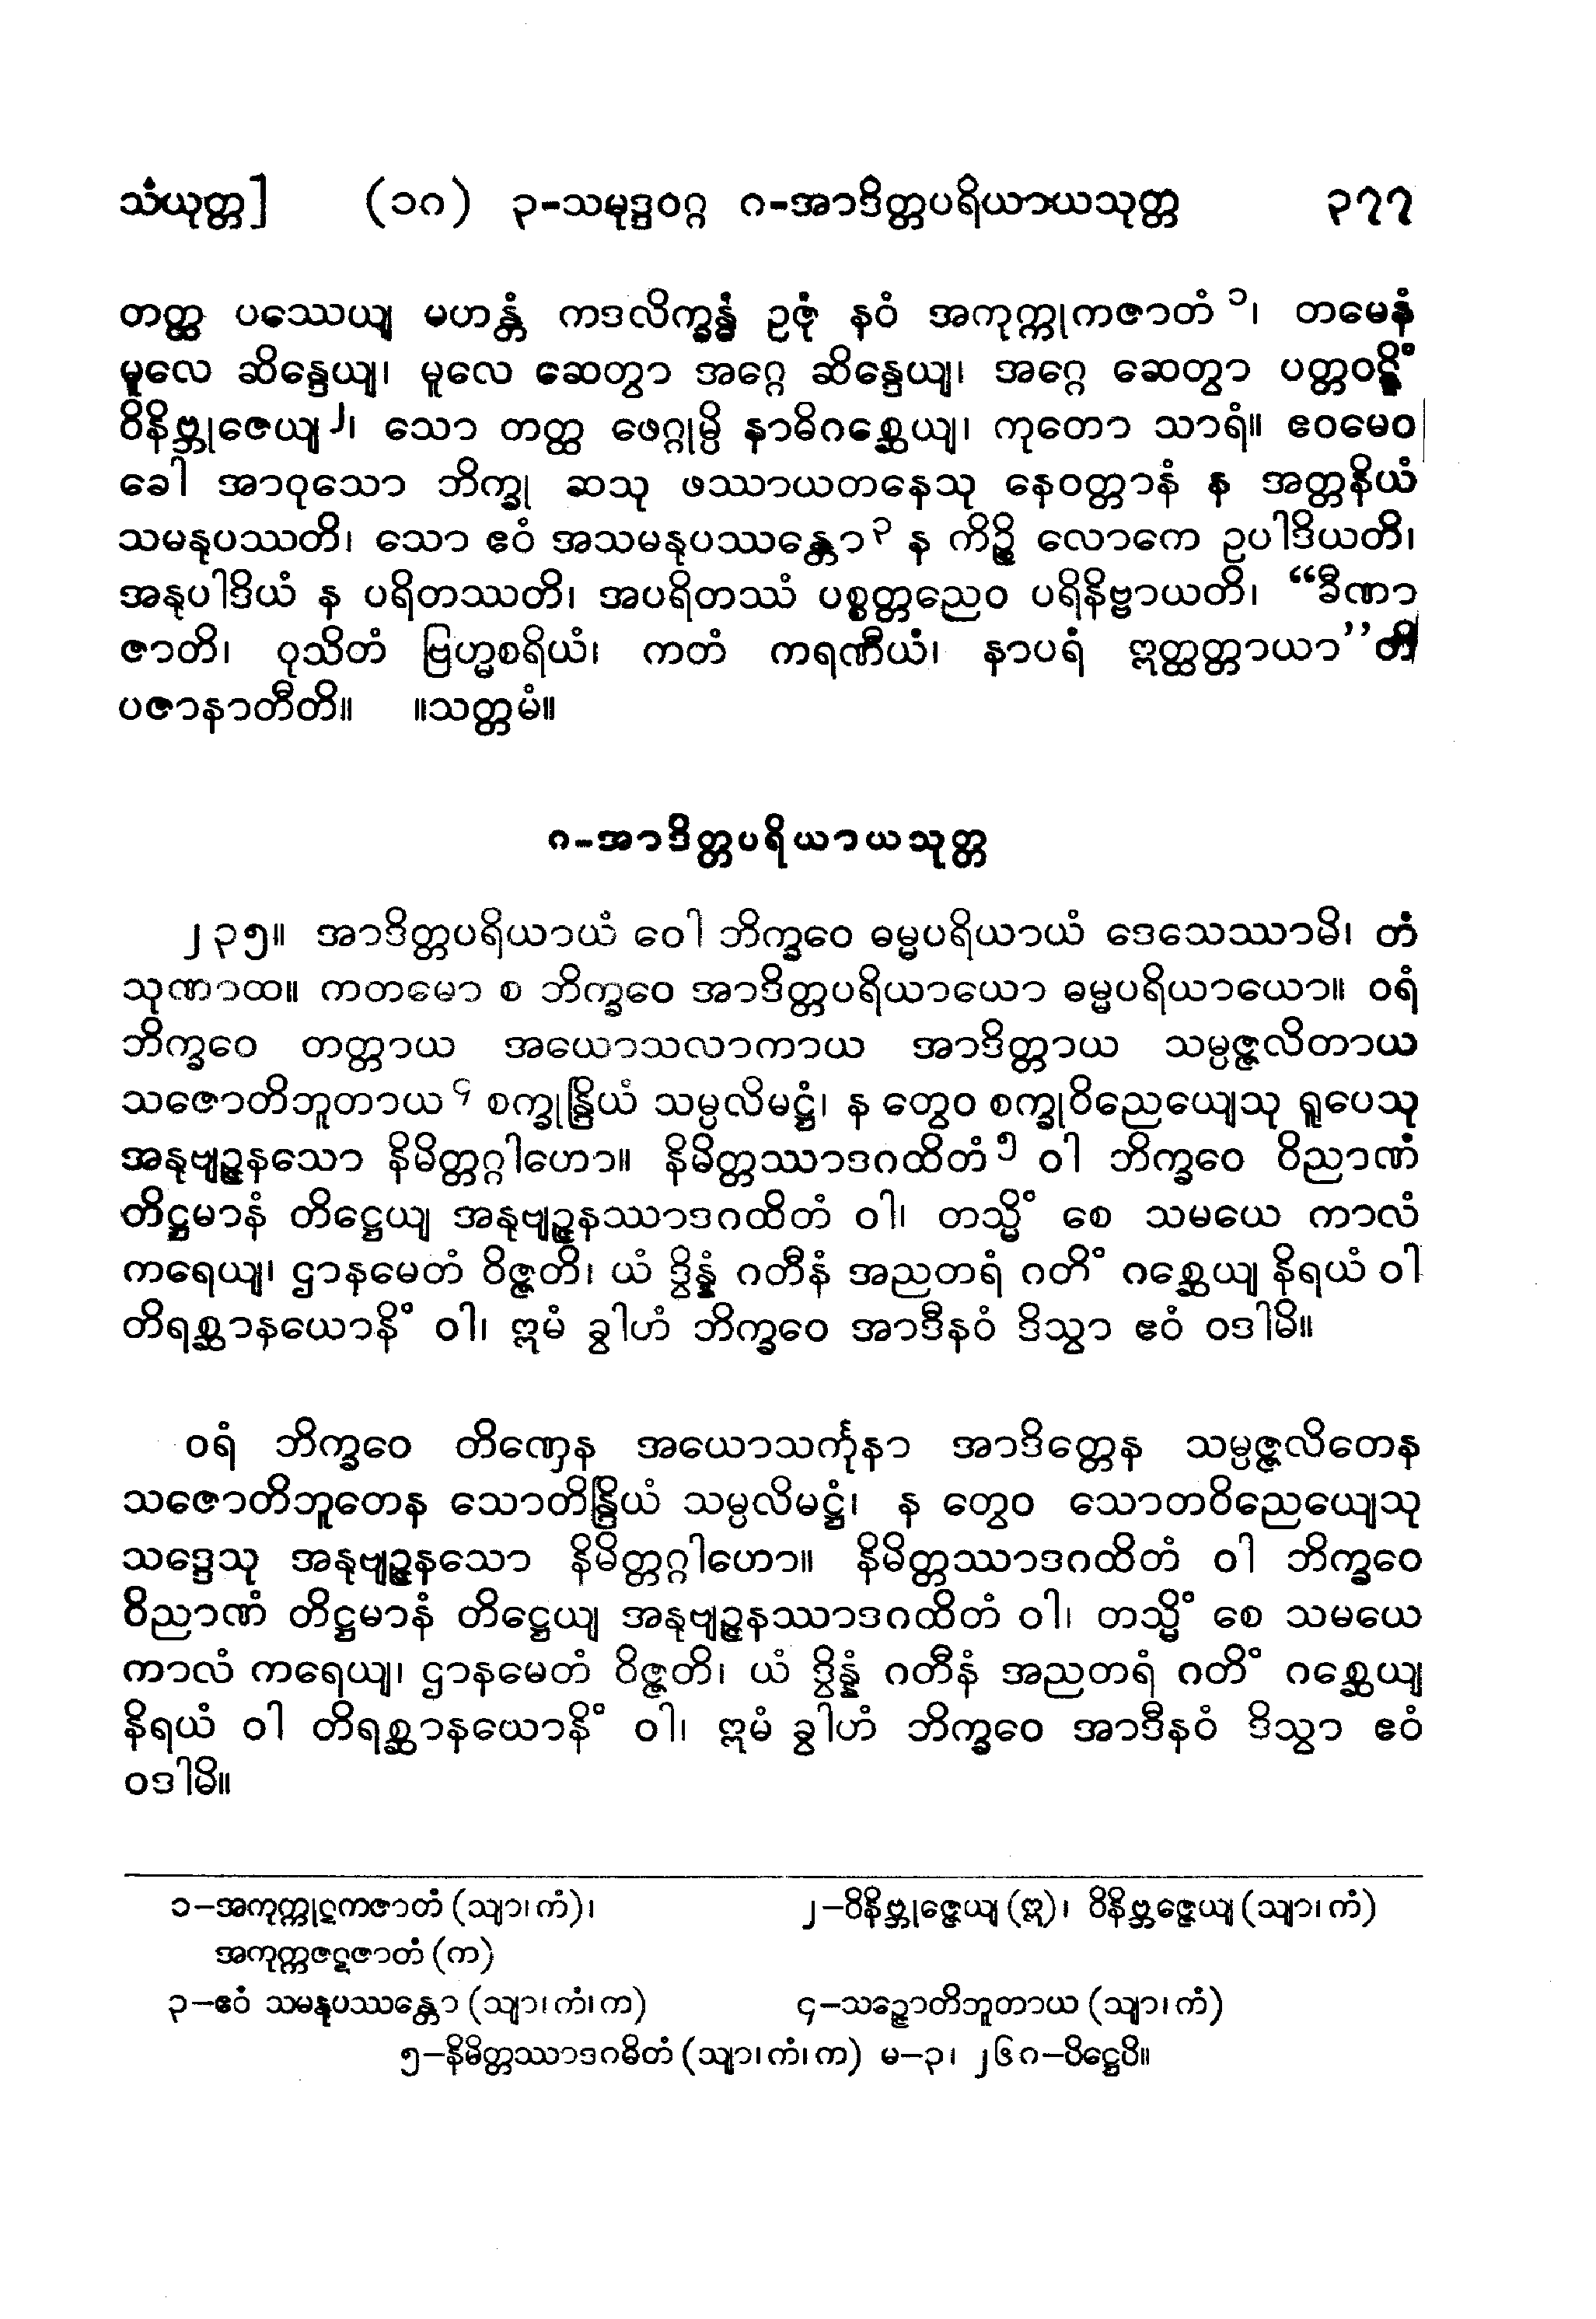 သံယုတ္တ] (၁၈) ၃-သမုဒ္ဒဝဂ္ဂ ၈-အာဒိတ္တပရိယာယသုတ္တ ၃၇၇
တတ္ထ ပဿေယျ မဟန္တံ ကဒလိက္ခန္ဓံ ဥဇုံ နဝံ အကုက္ကုကဇာတံ ၁၊ တမေနံ
မူလေ ဆိန္ဒေယျ၊ မူလေ ဆေတွာ အဂ္ဂေ ဆိန္ဒေယျ၊ အဂ္ဂေ ဆေတွာ ပတ္တဝဋ္ဋိံ
ဝိနိဗ္ဘုဇေယျ ၂၊ သော တတ္ထ ဖေဂ္ဂုမ္ပိ နာဓိဂစ္ဆေယျ၊ ကုတော သာရံ။ ဧဝမေဝ
ခေါ အာဝုသော ဘိက္ခု ဆသု ဖဿာယတနေသု နေဝတ္တာနံ န အတ္တနိယံ
သမနုပဿတိ၊ သော ဧဝံ အသမနုပဿန္တော ၃ န ကိဉ္စိ လောကေ ဥပါဒိယတိ၊
အနုပါဒိယံ န ပရိတဿတိ၊ အပရိတဿံ ပစ္စတ္တညေဝ ပရိနိဗ္ဗာယတိ၊ “ခီဏာ
ဇာတိ၊ ဝုသိတံ ဗြဟ္မစရိယံ၊ ကတံ ကရဏီယံ၊ နာပရံ ဣတ္ထတ္တာယာ”တိ
ပဇာနာတီတိ။ ။သတ္တမံ။
၈-အာဒိတ္တပရိယာယသုတ္တ
၂၃၅။ အာဒိတ္တပရိယာယံ ဝေါ ဘိက္ခဝေ ဓမ္မပရိယာယံ ဒေသေဿာမိ၊ တံ
သုဏာထ။ ကတမော စ ဘိက္ခဝေ အာဒိတ္တပရိယာယော ဓမ္မပရိယာယော။ ဝရံ
ဘိက္ခဝေ တတ္တာယ အယောသလာကာယ အာဒိတ္တာယ သမ္ပဇ္ဇလိတာယ
သဇောတိဘူတာယ ၄ စက္ခုန္ဒြိယံ သမ္ပလိမဋ္ဌံ၊ န တွေဝ စက္ခုဝိညေယျေသု ရူပေသု
အနုဗျဉ္ဇနသော နိမိတ္တဂ္ဂါဟော။ နိမိတ္တဿာဒဂထိတံ ၅ ဝါ ဘိက္ခဝေ ဝိညာဏံ
တိဋ္ဌမာနံ တိဋ္ဌေယျ အနုဗျဉ္ဇနဿာဒဂထိတံ ဝါ၊ တသ္မိံ စေ သမယေ ကာလံ
ကရေယျ၊ ဌာနမေတံ ဝိဇ္ဇတိ၊ ယံ ဒွိန္နံ ဂတီနံ အညတရံ ဂတိံ ဂစ္ဆေယျ နိရယံ ဝါ
တိရစ္ဆာနယောနိံ ဝါ၊ ဣမံ ခွါဟံ ဘိက္ခဝေ အာဒီနဝံ ဒိသွာ ဧဝံ ဝဒါမိ။
ဝရံ ဘိက္ခဝေ တိဏှေန အယောသင်္ကုနာ အာဒိတ္တေန သမ္ပဇ္ဇလိတေန
သဇောတိဘူတေန သောတိန္ဒြိယံ သမ္ပလိမဋ္ဌံ၊ န တွေဝ သောတဝိညေယျေသု
သဒ္ဒေသု အနုဗျဉ္ဇနသော နိမိတ္တဂ္ဂါဟော။ နိမိတ္တဿာဒဂထိတံ ဝါ ဘိက္ခဝေ
ဝိညာဏံ တိဋ္ဌမာနံ တိဋ္ဌေယျ အနုဗျဉ္ဇနဿာဒဂထိတံ ဝါ၊ တသ္မိံ စေ သမယေ
ကာလံ ကရေယျ၊ ဌာနမေတံ ဝိဇ္ဇတိ၊ ယံ ဒွိန္နံ ဂတီနံ အညတရံ ဂတိံ ဂစ္ဆေယျ
နိရယံ ဝါ တိရစ္ဆာနယောနိံ ဝါ၊ ဣမံ ခွါဟံ ဘိက္ခဝေ အာဒီနဝံ ဒိသွာ ဧဝံ
ဝဒါမိ။
၁-အကုက္ကုဋကဇာတံ (သျာ၊ ကံ)၊ ၂-ဝိနိဗ္ဘုဇ္ဇေယျ (ဣ)၊ ဝိနိဗ္ဘဇ္ဇေယျ (သျာ၊ ကံ)
အကုက္ကဇဋဇာတံ (က)
၃-ဧဝံ သမနုပဿန္တော (သျာ၊ ကံ၊ က) ၄-သဉ္ဇောတိဘူတာယ (သျာ၊ ကံ)
၅-နိမိတ္တဿာဒဂဓိတံ (သျာ၊ ကံ၊ က) မ-၃၊ ၂၆၈-ပိဋ္ဌေပိ။